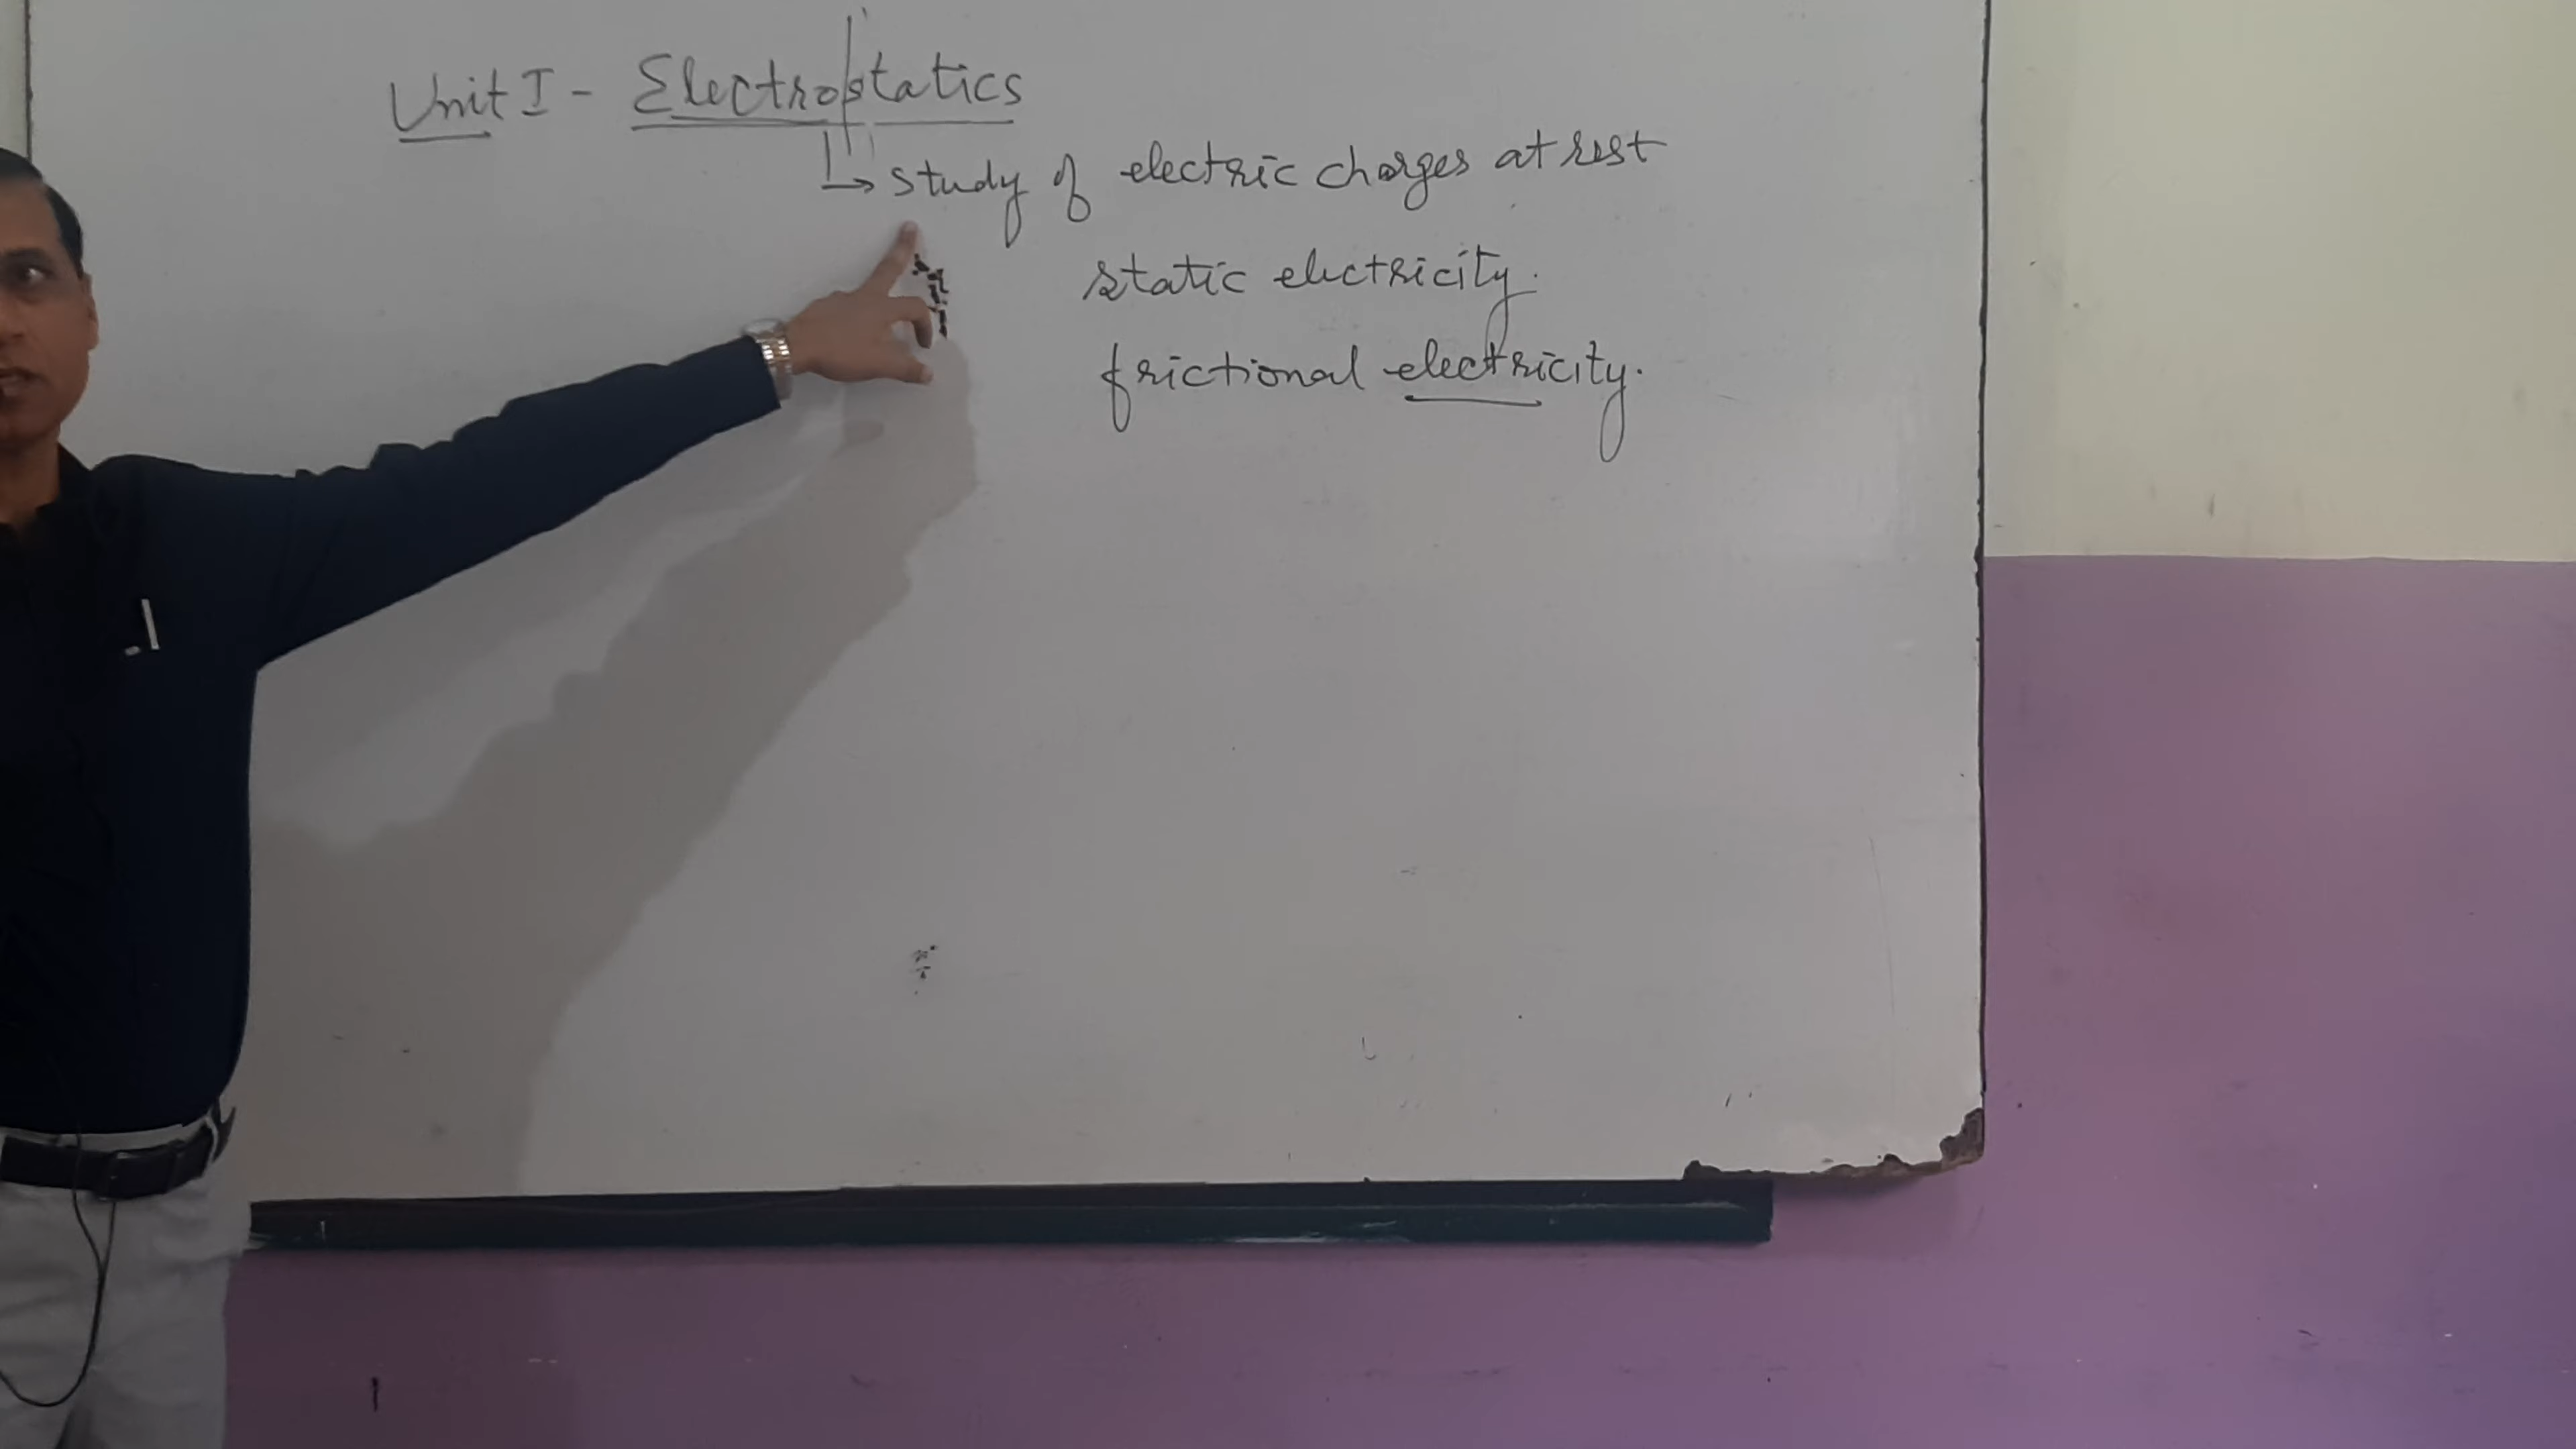 Unit I - Electrostatics
↳ study of electric charges at rest
static electricity.
frictional electricity.